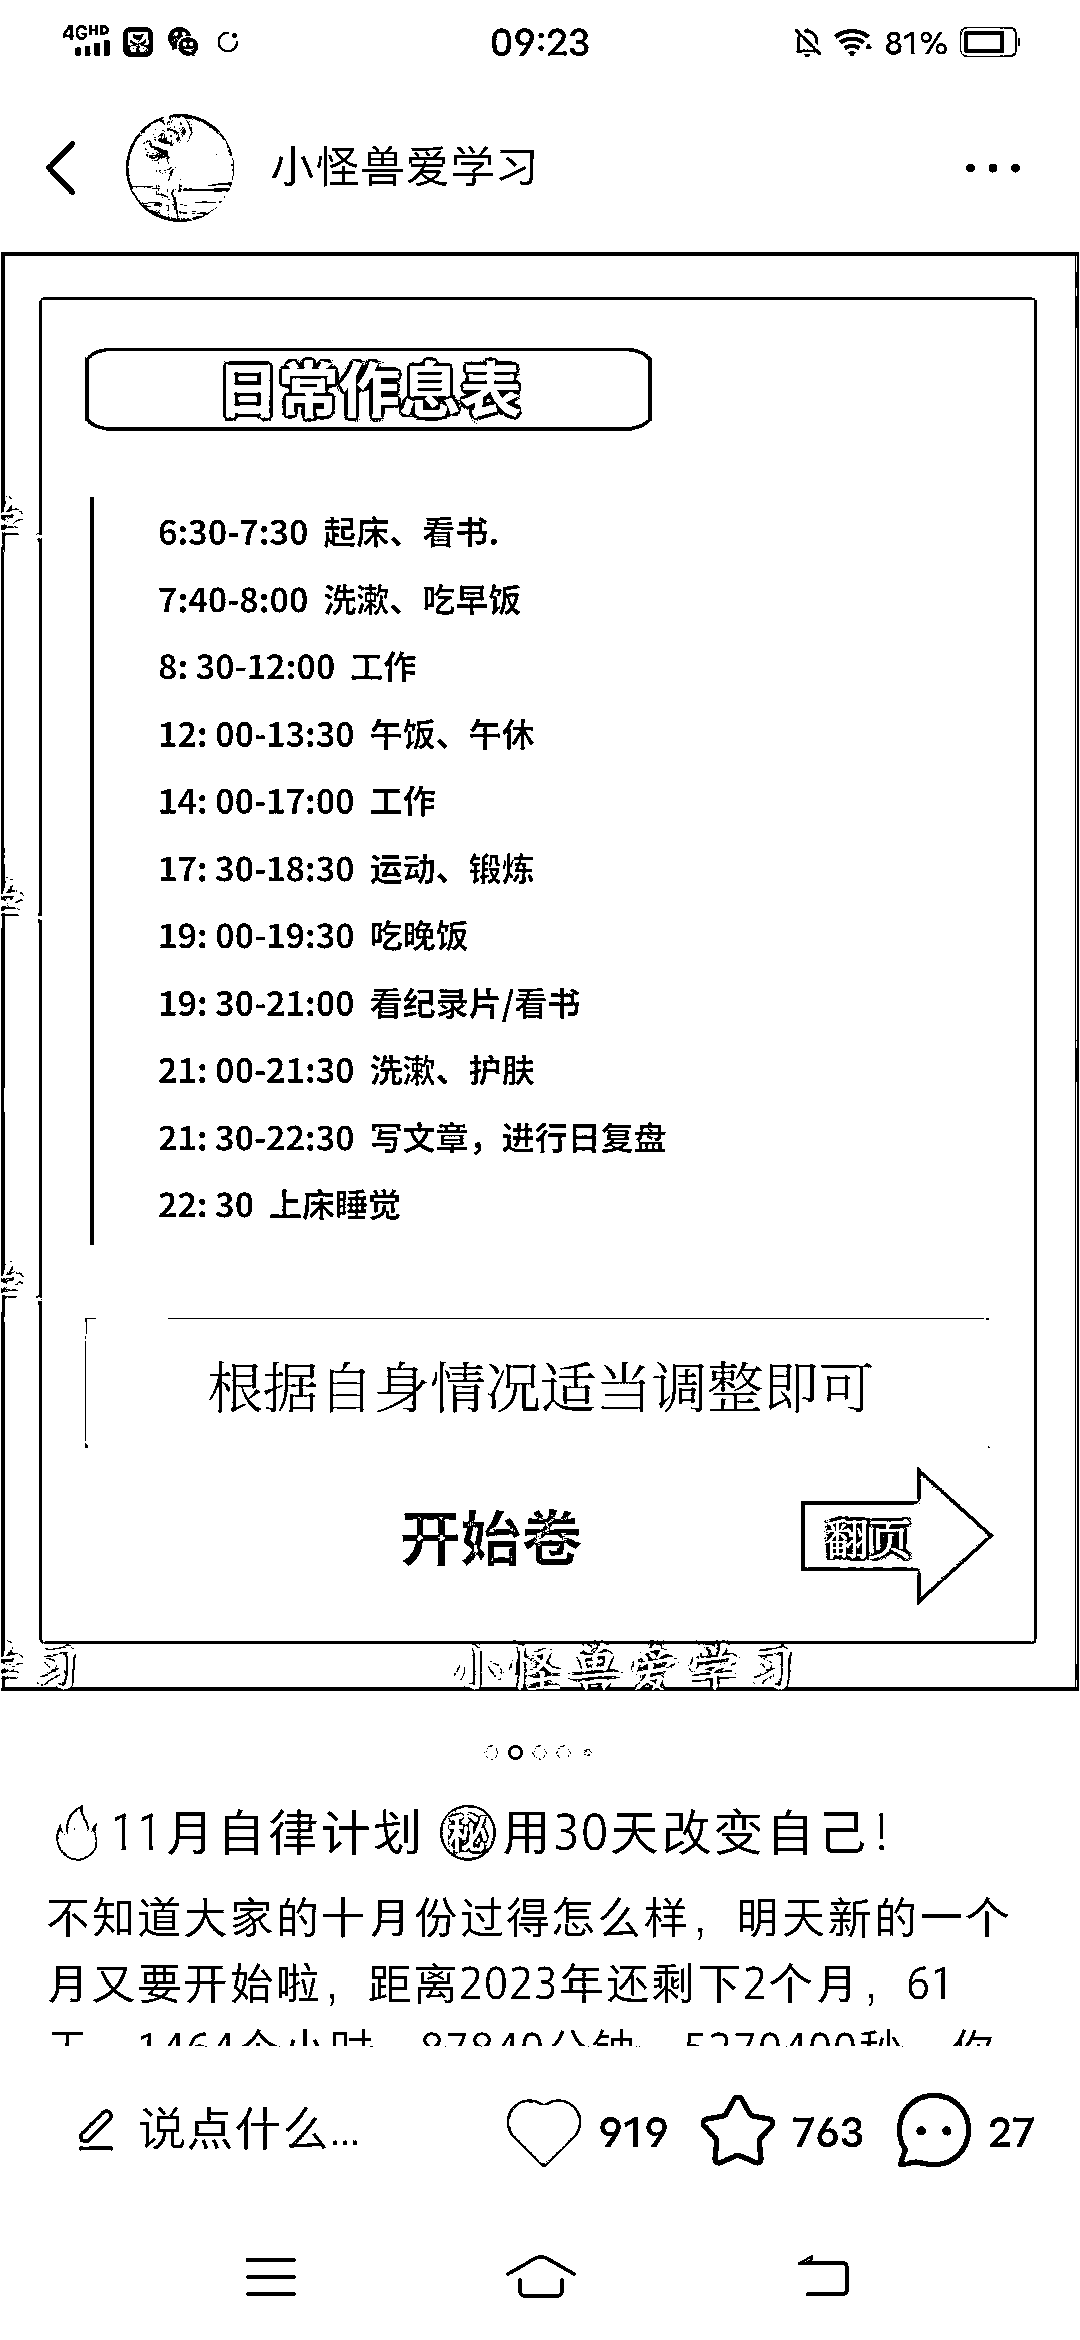 4GHD
09:23
81%
小怪兽爱学习
日常作息表
6:30-7:30 起床、看书.
7:40-8:00 洗漱、吃早饭
8: 30-12:00 工作
12: 00-13:30 午饭、午休
14: 00-17:00 工作
17: 30-18:30 运动、锻炼
19: 00-19:30 吃晚饭
19: 30-21:00 看纪录片/看书
21: 00-21:30 洗漱、护肤
21: 30-22:30 写文章，进行日复盘
22: 30 上床睡觉
根据自身情况适当调整即可
开始卷
翻页
学习
小怪兽爱学习
11月自律计划 ㊙用30天改变自己！
不知道大家的十月份过得怎么样，明天新的一个
月又要开始啦，距离2023年还剩下2个月，61
说点什么...
919
763
27